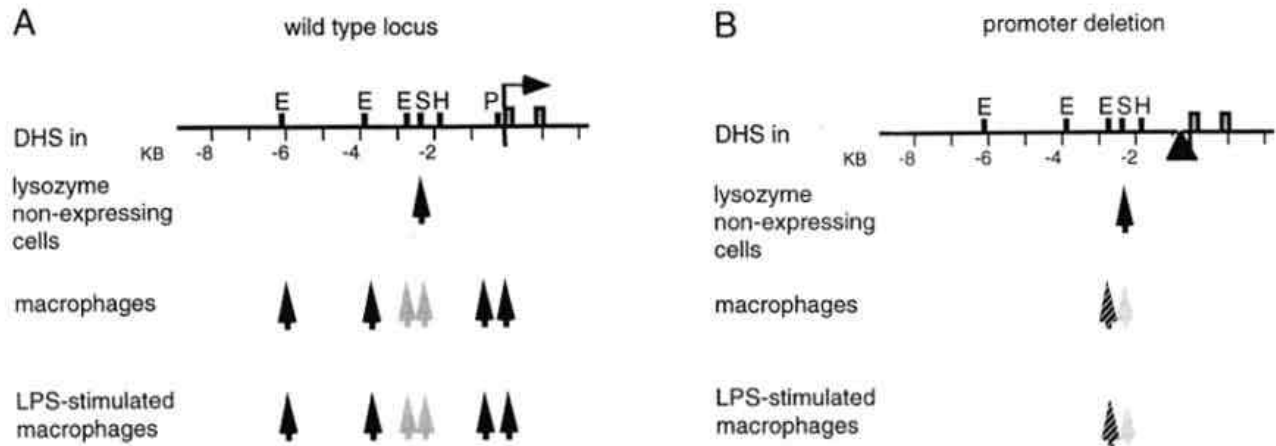 A
wild type locus
E E E S H P
DHS in
KB -8 -6 -4 -2
lysozyme
non-expressing
cells
macrophages
LPS-stimulated
macrophages
B
promoter deletion
E E E S H
DHS in
KB -8 -6 -4 -2
lysozyme
non-expressing
cells
macrophages
LPS-stimulated
macrophages